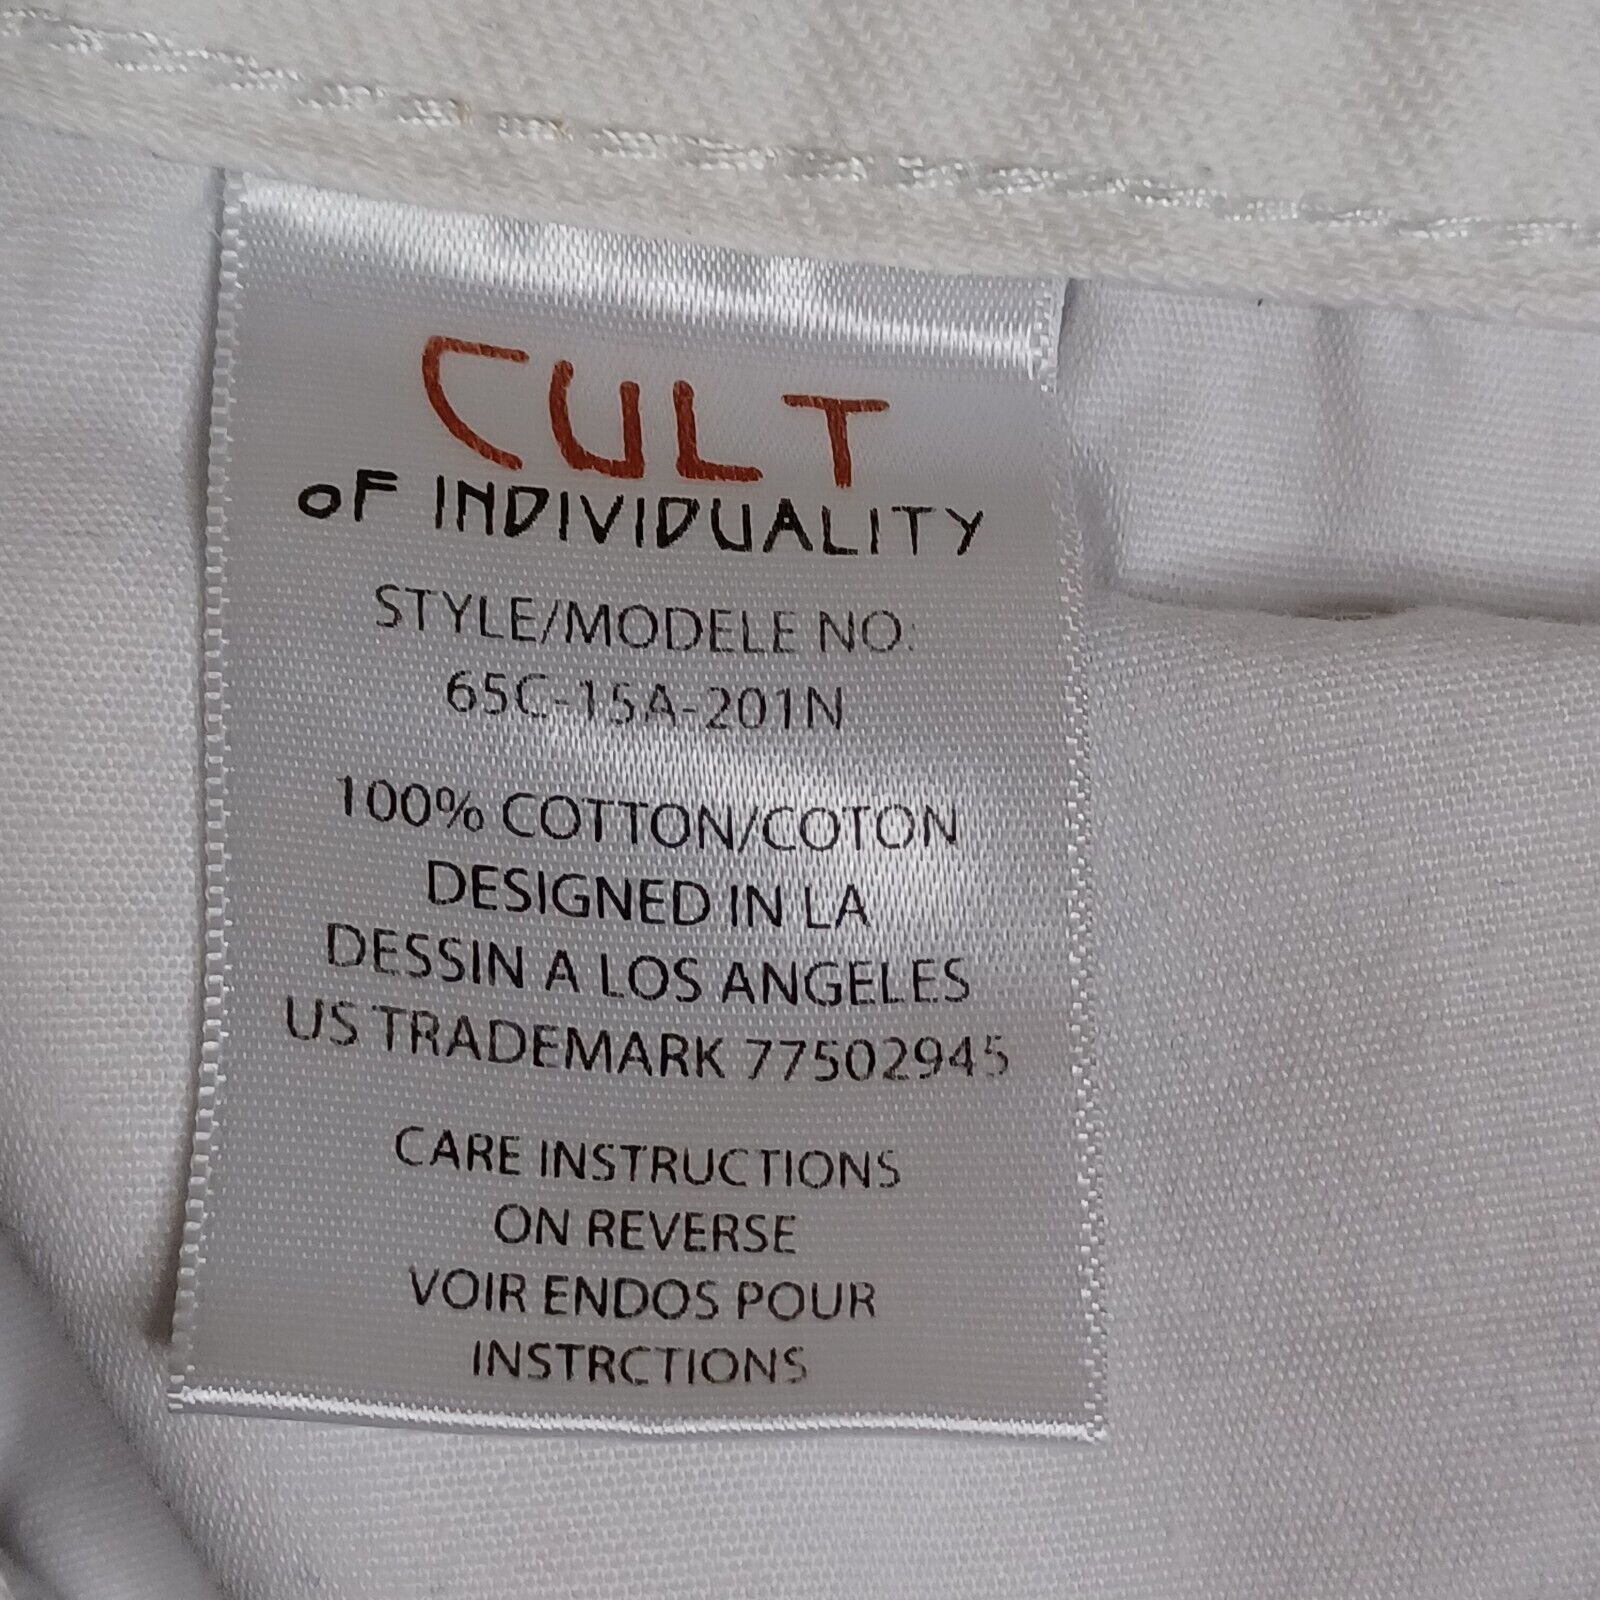 CULT
OF INDIVIDUALITY
STYLE/MODELE NO:
65C-15A-201N
100% COTTON/COTON
DESIGNED IN LA
DESSIN A LOS ANGELES
US TRADEMARK 77502945
CARE INSTRUCTIONS
ON REVERSE
VOIR ENDOS POUR
INSTRCTIONS